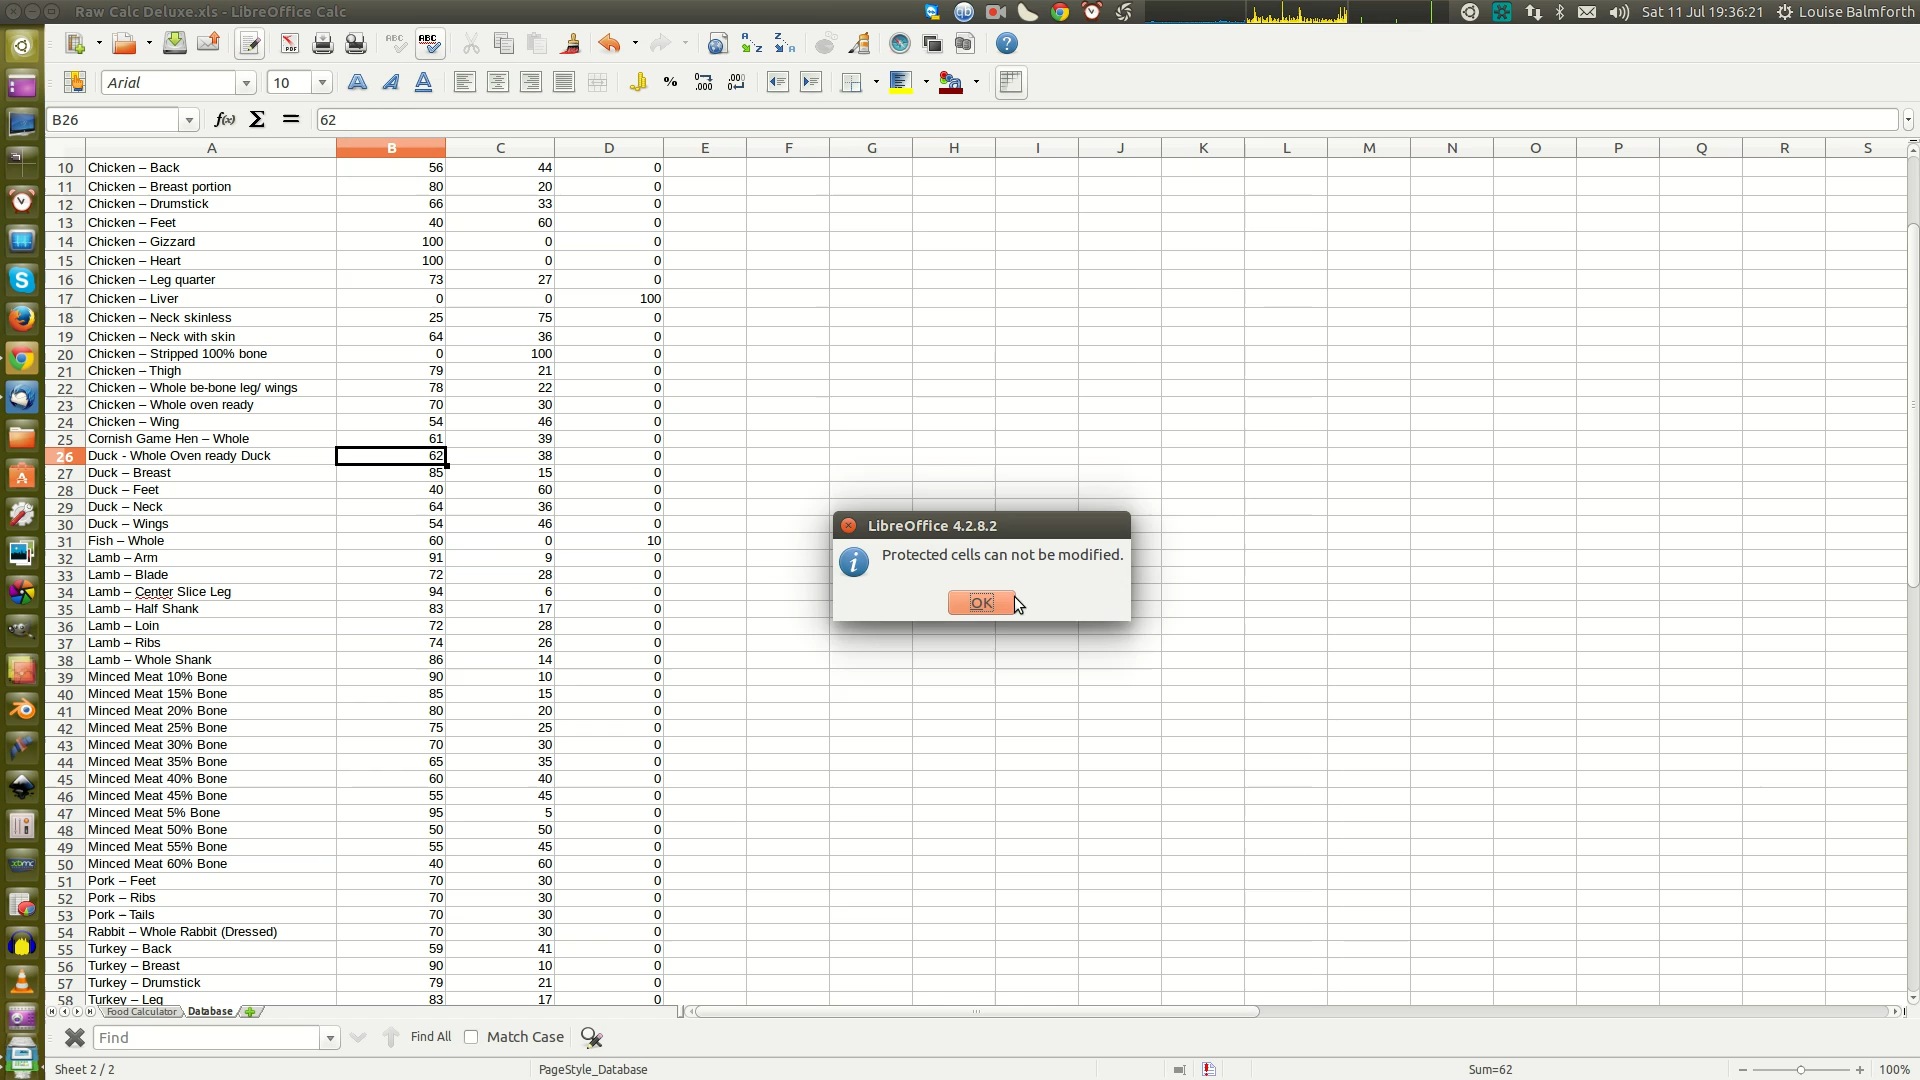 Raw Calc Deluxe.xls - LibreOffice Calc
Sat 11 Jul 19:36:21 Louise Balmforth
Arial 10
B26 62
A B C D E F G H I J K L M N O P Q R S
10 Chicken – Back 56 44 0
11 Chicken – Breast portion 80 20 0
12 Chicken – Drumstick 66 33 0
13 Chicken – Feet 40 60 0
14 Chicken – Gizzard 100 0 0
15 Chicken – Heart 100 0 0
16 Chicken – Leg quarter 73 27 0
17 Chicken – Liver 0 0 100
18 Chicken – Neck skinless 25 75 0
19 Chicken – Neck with skin 64 36 0
20 Chicken – Stripped 100% bone 0 100 0
21 Chicken – Thigh 79 21 0
22 Chicken – Whole be-bone leg/ wings 78 22 0
23 Chicken – Whole oven ready 70 30 0
24 Chicken – Wing 54 46 0
25 Cornish Game Hen – Whole 61 39 0
26 Duck - Whole Oven ready Duck 62 38 0
27 Duck – Breast 85 15 0
28 Duck – Feet 40 60 0
29 Duck – Neck 64 36 0
30 Duck – Wings 54 46 0
31 Fish – Whole 60 0 10
32 Lamb – Arm 91 9 0
33 Lamb – Blade 72 28 0
34 Lamb – Center Slice Leg 94 6 0
35 Lamb – Half Shank 83 17 0
36 Lamb – Loin 72 28 0
37 Lamb – Ribs 74 26 0
38 Lamb – Whole Shank 86 14 0
39 Minced Meat 10% Bone 90 10 0
40 Minced Meat 15% Bone 85 15 0
41 Minced Meat 20% Bone 80 20 0
42 Minced Meat 25% Bone 75 25 0
43 Minced Meat 30% Bone 70 30 0
44 Minced Meat 35% Bone 65 35 0
45 Minced Meat 40% Bone 60 40 0
46 Minced Meat 45% Bone 55 45 0
47 Minced Meat 5% Bone 95 5 0
48 Minced Meat 50% Bone 50 50 0
49 Minced Meat 55% Bone 55 45 0
50 Minced Meat 60% Bone 40 60 0
51 Pork – Feet 70 30 0
52 Pork – Ribs 70 30 0
53 Pork – Tails 70 30 0
54 Rabbit – Whole Rabbit (Dressed) 70 30 0
55 Turkey – Back 59 41 0
56 Turkey – Breast 90 10 0
57 Turkey – Drumstick 79 21 0
58 Turkey – Leg 83 17 0
LibreOffice 4.2.8.2
Protected cells can not be modified.
OK
Food Calculator Database
Find Find All Match Case
Sheet 2 / 2 PageStyle_Database Sum=62 100%